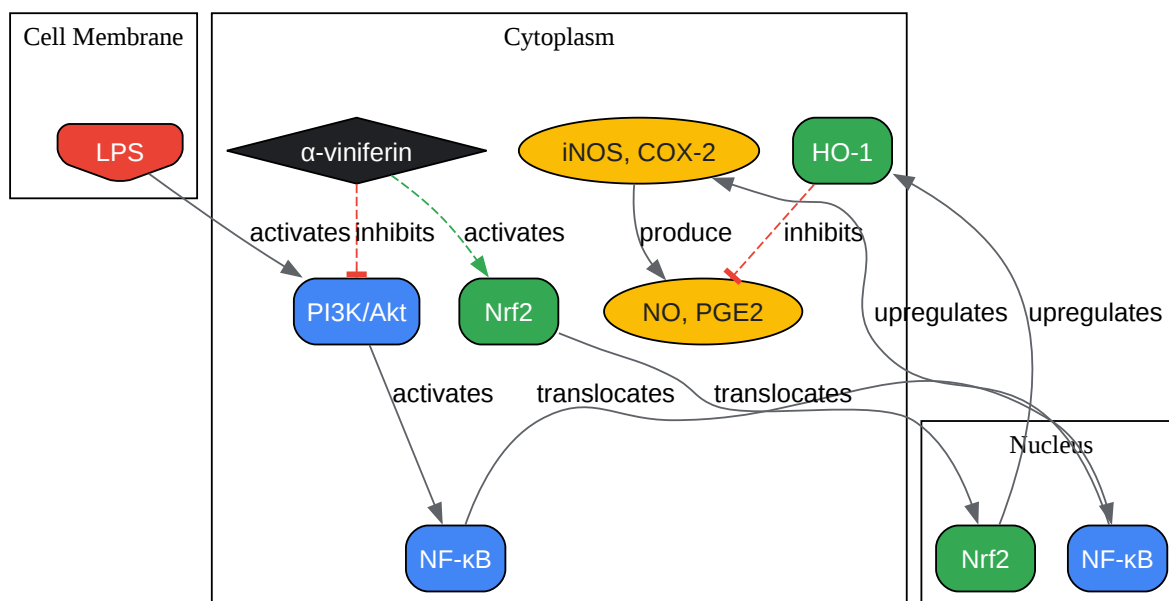 Cell Membrane
Cytoplasm
LPS
α-viniferin
iNOS, COX-2
HO-1
activates
inhibits
activates
produce
inhibits
PI3K/Akt
Nrf2
NO, PGE2
upregulates
upregulates
activates
translocates
translocates
Nucleus
NF-κB
Nrf2
NF-κB